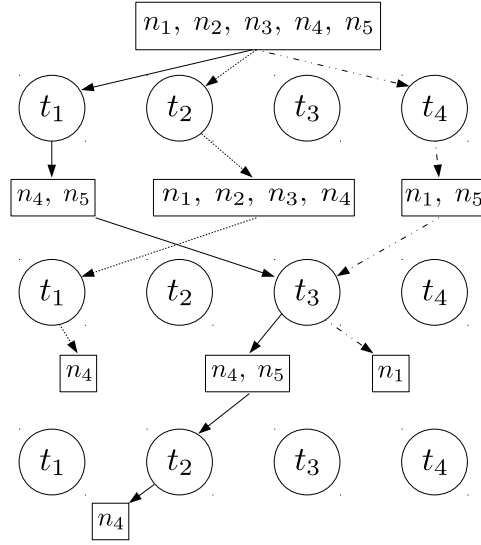 n₁, n₂, n₃, n₄, n₅
t₁ t₂ t₃ t₄
n₄, n₅ n₁, n₂, n₃, n₄ n₁, n₅
t₁ t₂ t₃ t₄
n₄ n₄, n₅ n₁
t₁ t₂ t₃ t₄
n₄